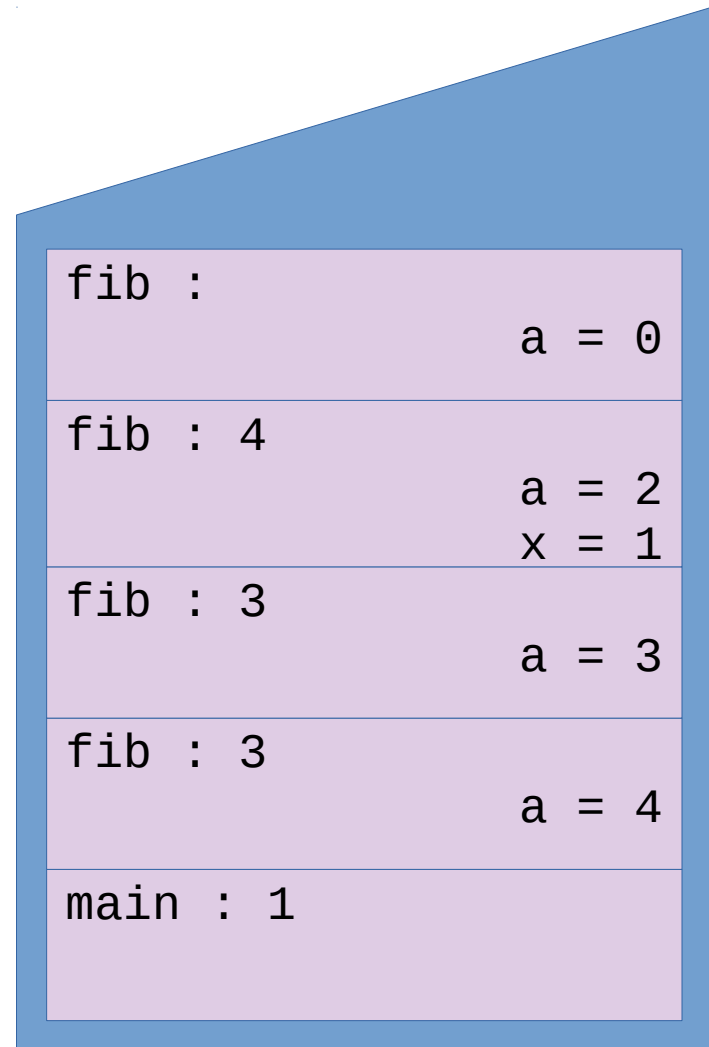 fib :
a = 0
fib : 4
a = 2
x = 1
fib : 3
a = 3
fib : 3
a = 4
main : 1